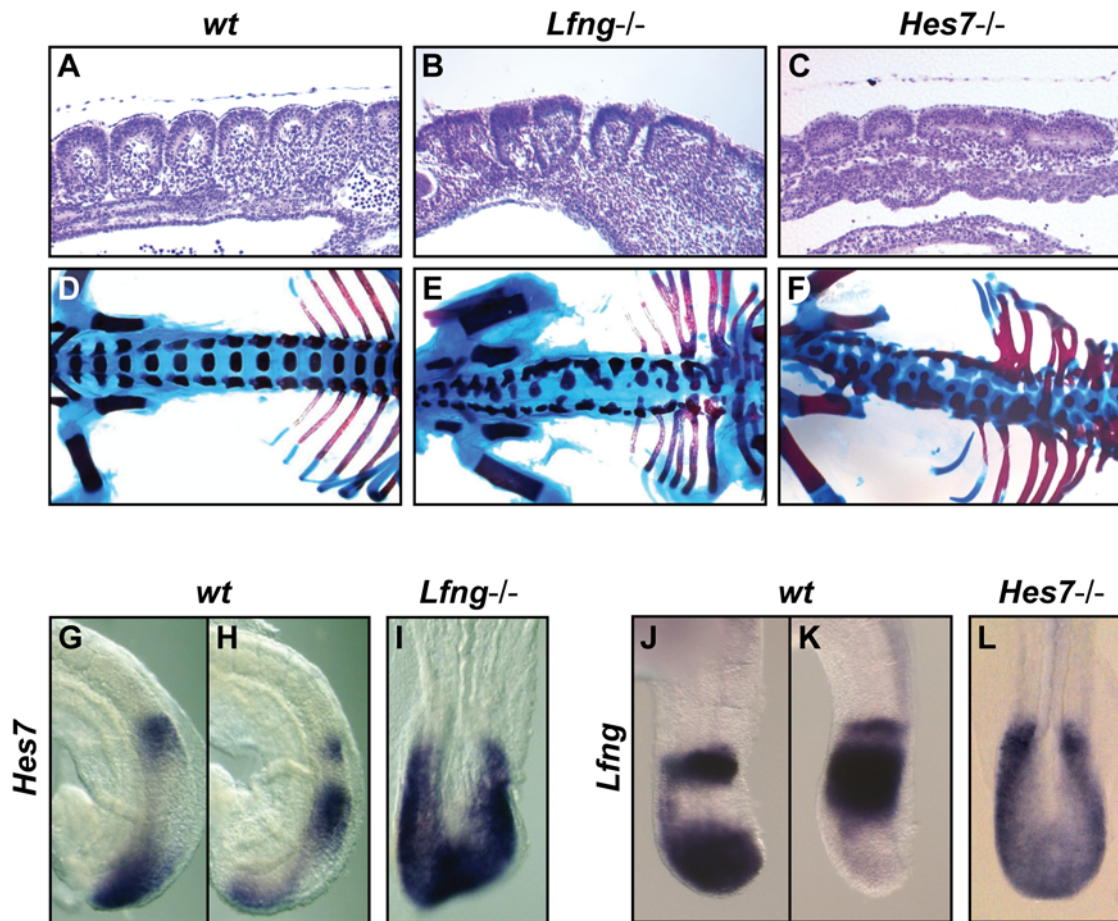 wt Lfng-/- Hes7-/-
A B C
D E F
wt Lfng-/- wt Hes7-/-
G H I J K L
Hes7 Lfng